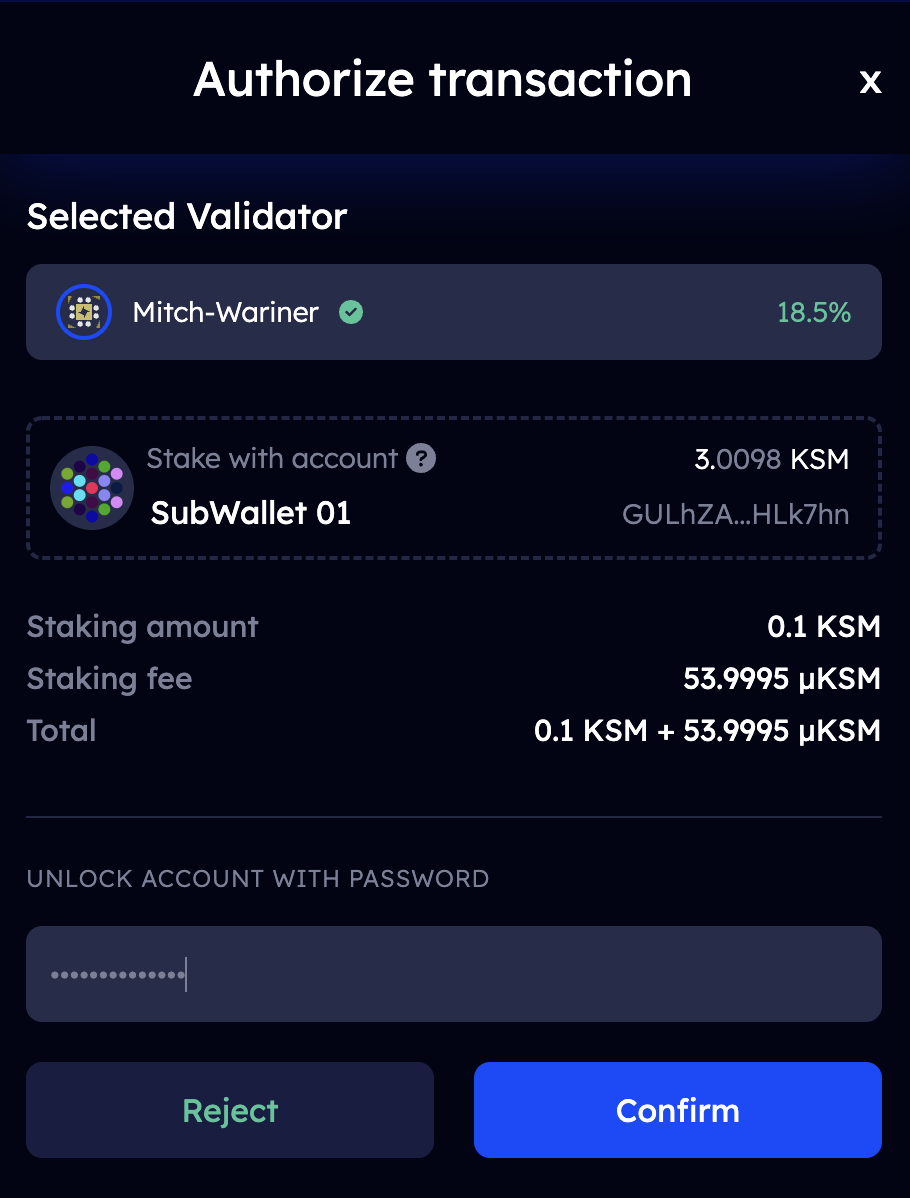 Authorize transaction x
Selected Validator
Mitch-Wariner 18.5%
Stake with account ? 3.0098 KSM
SubWallet 01 GULhZA...HLk7hn
Staking amount 0.1 KSM
Staking fee 53.9995 µKSM
Total 0.1 KSM + 53.9995 µKSM
UNLOCK ACCOUNT WITH PASSWORD
••••••••••••••
Reject Confirm